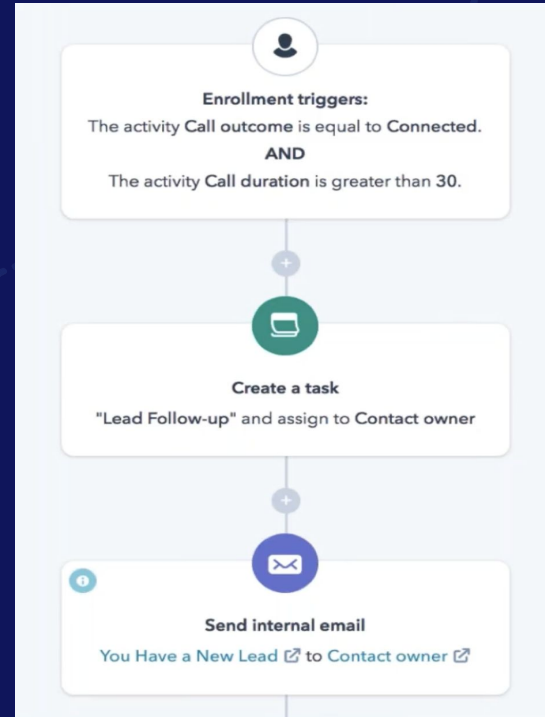 Enrollment triggers:
The activity Call outcome is equal to Connected.
AND
The activity Call duration is greater than 30.
Create a task
"Lead Follow-up" and assign to Contact owner
Send internal email
You Have a New Lead to Contact owner